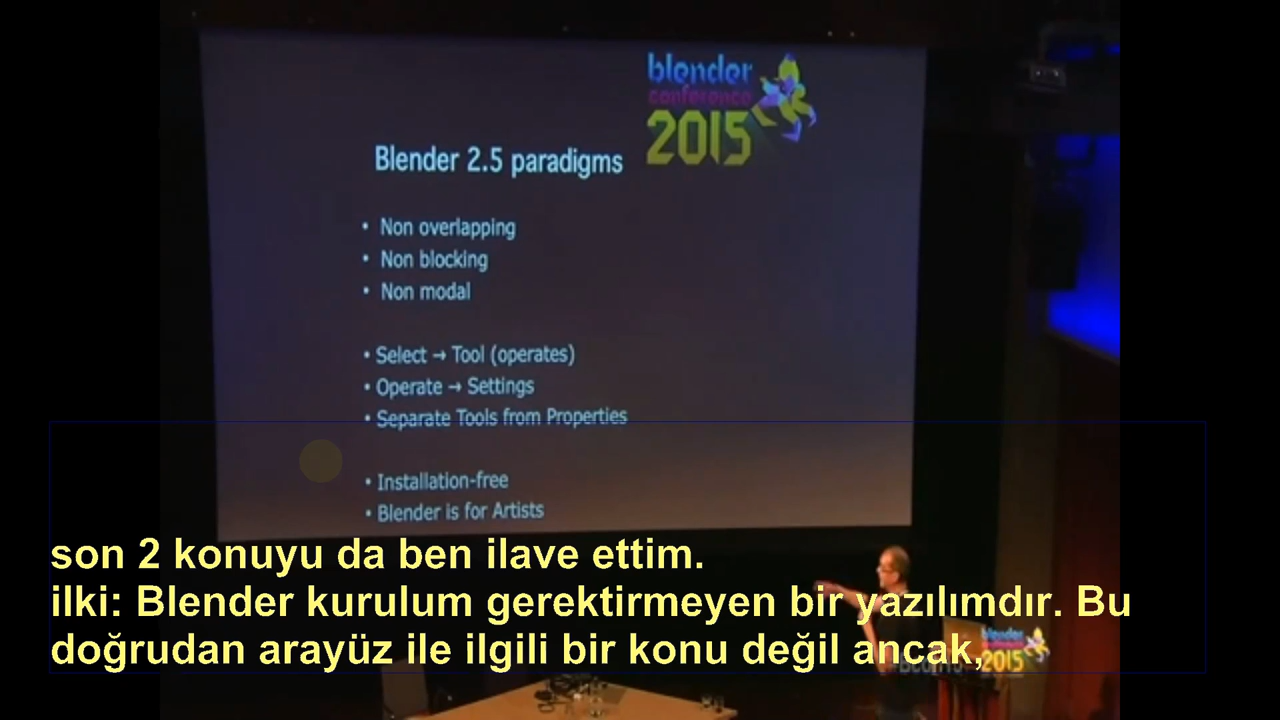 blender
conference
2015
Blender 2.5 paradigms
• Non overlapping
• Non blocking
• Non modal
• Select → Tool (operates)
• Operate → Settings
• Separate Tools from Properties
• Installation-free
• Blender is for Artists
son 2 konuyu da ben ilave ettim.
ilki: Blender kurulum gerektirmeyen bir yazılımdır. Bu
doğrudan arayüz ile ilgili bir konu değil ancak,
blender
2015